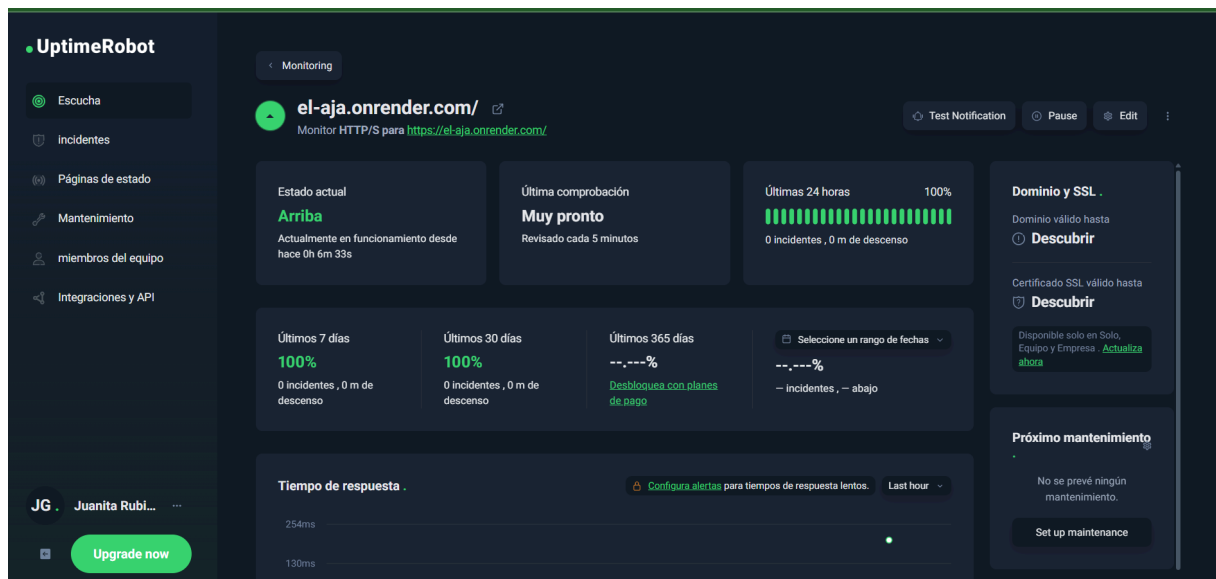 UptimeRobot
Escucha
incidentes
Páginas de estado
Mantenimiento
miembros del equipo
Integraciones y API
JG .
Juanita Rubi...
Upgrade now
Monitoring
el-aja.onrender.com/
Monitor HTTP/S para https://el-aja.onrender.com/
Test Notification
Pause
Edit
Estado actual
Arriba
Actualmente en funcionamiento desde
hace 0h 6m 33s
Última comprobación
Muy pronto
Revisado cada 5 minutos
Últimas 24 horas 100%
0 incidentes , 0 m de descenso
Últimos 7 días
100%
0 incidentes , 0 m de
descenso
Últimos 30 días
100%
0 incidentes , 0 m de
descenso
Últimos 365 días
--.---%
Desbloquea con planes
de pago
Seleccione un rango de fechas
--.---%
— incidentes , — abajo
Tiempo de respuesta .
Configura alertas para tiempos de respuesta lentos.
Last hour
254ms
130ms
Dominio y SSL .
Dominio válido hasta
Descubrir
Certificado SSL válido hasta
Descubrir
Disponible solo en Solo,
Equipo y Empresa . Actualiza
ahora
Próximo mantenimiento
.
No se prevé ningún
mantenimiento.
Set up maintenance